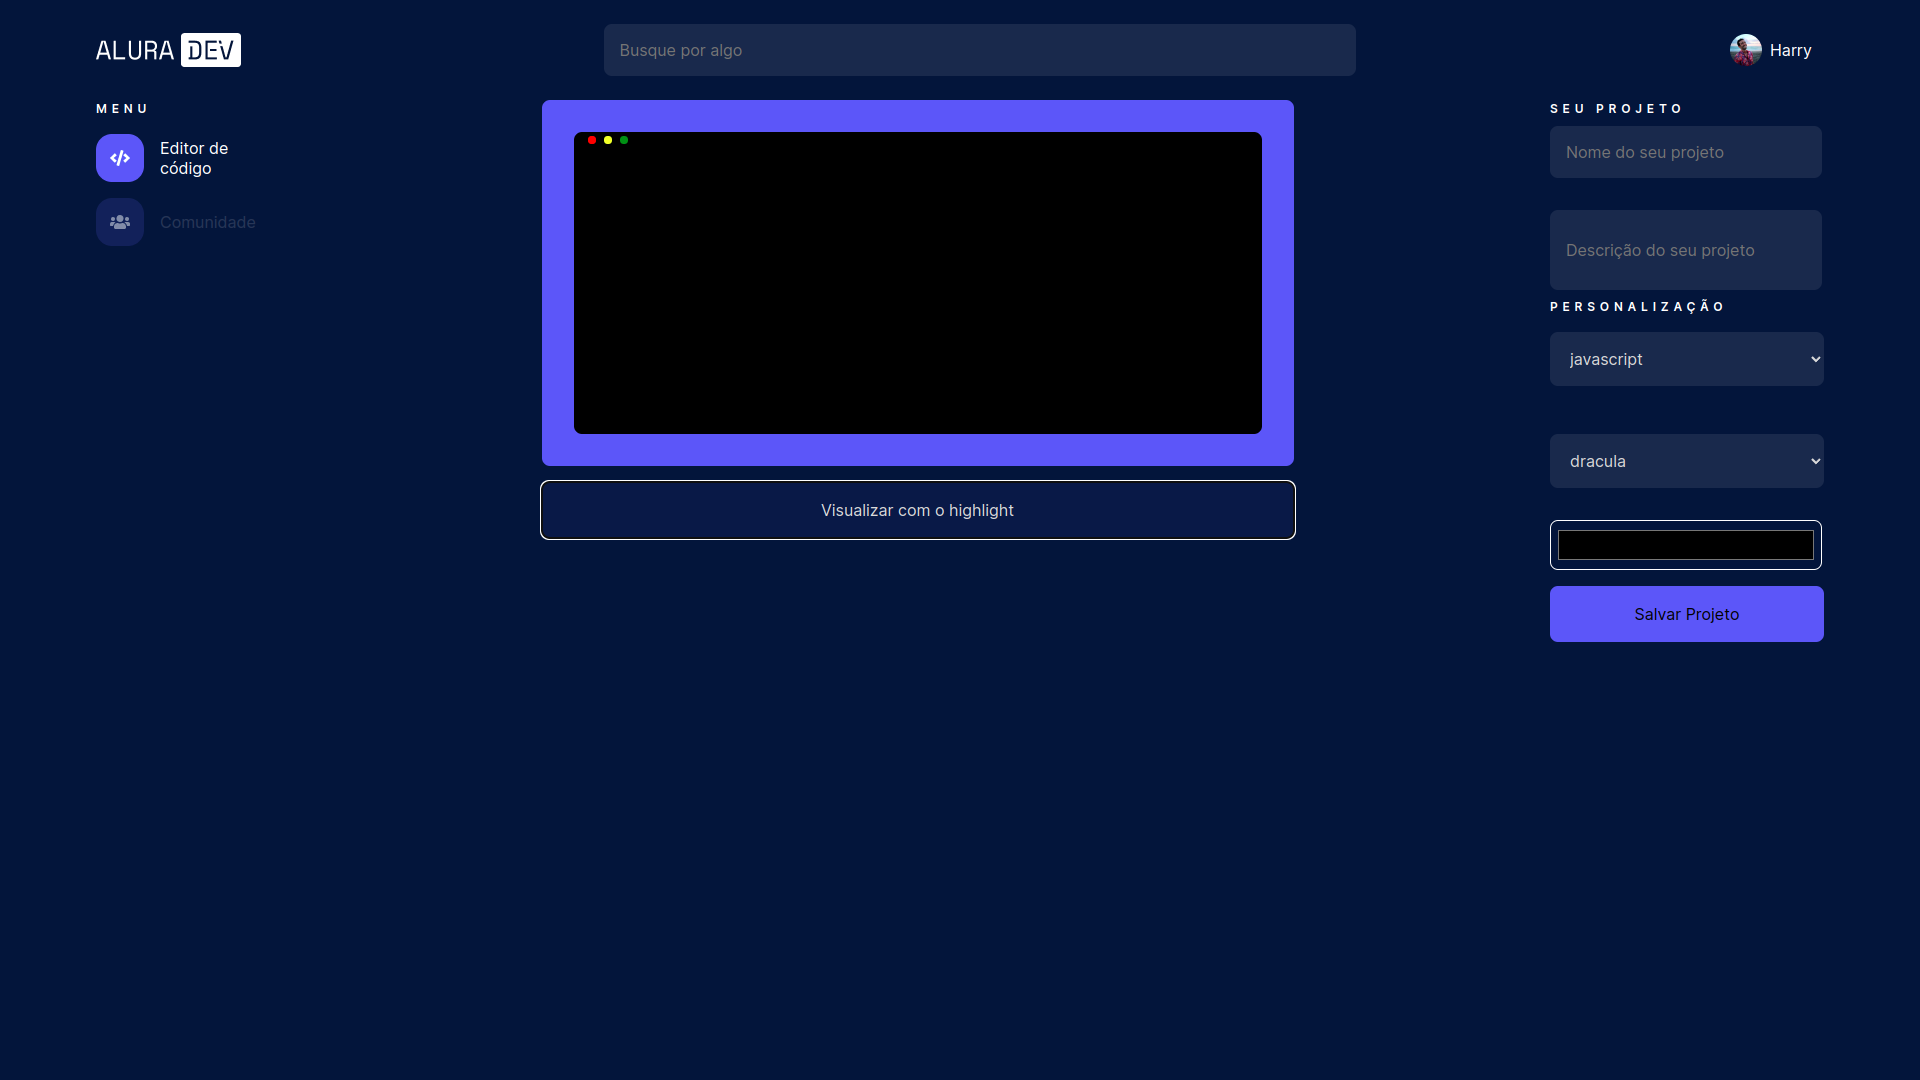 ALURA DEV
Busque por algo
Harry
MENU
Editor de
código
Comunidade
Visualizar com o highlight
SEU PROJETO
Nome do seu projeto
Descrição do seu projeto
PERSONALIZAÇÃO
javascript
dracula
Salvar Projeto